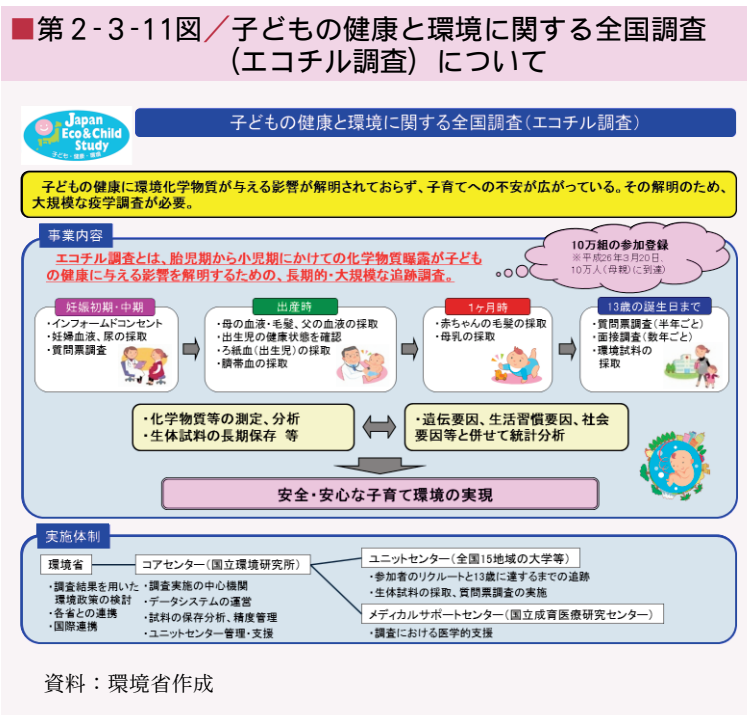 ■第2-3-11図／子どもの健康と環境に関する全国調査
(エコチル調査) について
Japan
Eco&Child
Study
子ども・健康・環境
子どもの健康と環境に関する全国調査(エコチル調査)
子どもの健康に環境化学物質が与える影響が解明されておらず、子育てへの不安が広がっている。その解明のため、
大規模な疫学調査が必要。
事業内容
エコチル調査とは、胎児期から小児期にかけての化学物質曝露が子ども
の健康に与える影響を解明するための、長期的・大規模な追跡調査。
10万組の参加登録
※平成26年3月20日、
10万人(母親)に到達)
妊娠初期・中期
・インフォームドコンセント
・妊婦血液、尿の採取
・質問票調査
出産時
・母の血液・毛髪、父の血液の採取
・出生児の健康状態を確認
・ろ紙血(出生児)の採取
・臍帯血の採取
1ヶ月時
・赤ちゃんの毛髪の採取
・母乳の採取
13歳の誕生日まで
・質問票調査(半年ごと)
・面接調査(数年ごと)
・環境試料の
採取
・化学物質等の測定、分析
・生体試料の長期保存 等
・遺伝要因、生活習慣要因、社会
要因等と併せて統計分析
安全・安心な子育て環境の実現
実施体制
環境省
・調査結果を用いた
環境政策の検討
・各省との連携
・国際連携
コアセンター(国立環境研究所)
・調査実施の中心機関
・データシステムの運営
・試料の保存分析、精度管理
・ユニットセンター管理・支援
ユニットセンター(全国15地域の大学等)
・参加者のリクルートと13歳に達するまでの追跡
・生体試料の採取、質問票調査の実施
メディカルサポートセンター(国立成育医療研究センター)
・調査における医学的支援
資料：環境省作成